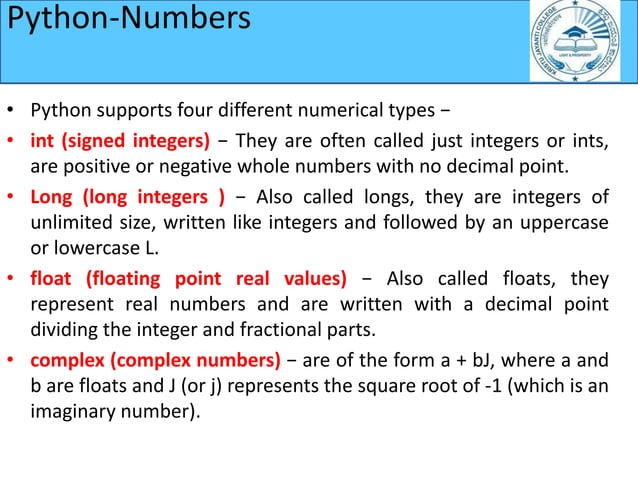 Python-Numbers
KRISTU JAYANTI COLLEGE
LIGHT & PROSPERITY
• Python supports four different numerical types −
• int (signed integers) − They are often called just integers or ints,
are positive or negative whole numbers with no decimal point.
• Long (long integers ) − Also called longs, they are integers of
unlimited size, written like integers and followed by an uppercase
or lowercase L.
• float (floating point real values) − Also called floats, they
represent real numbers and are written with a decimal point
dividing the integer and fractional parts.
• complex (complex numbers) − are of the form a + bJ, where a and
b are floats and J (or j) represents the square root of -1 (which is an
imaginary number).